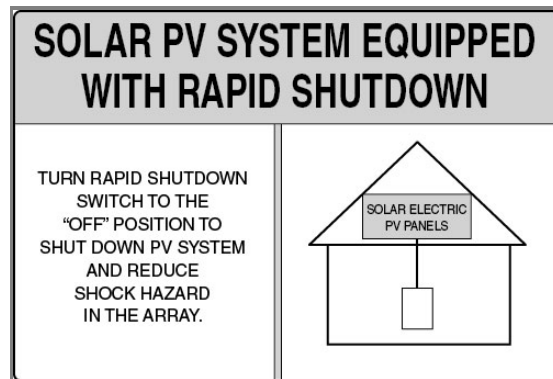 SOLAR PV SYSTEM EQUIPPED
WITH RAPID SHUTDOWN
TURN RAPID SHUTDOWN
SWITCH TO THE
“OFF” POSITION TO
SHUT DOWN PV SYSTEM
AND REDUCE
SHOCK HAZARD
IN THE ARRAY.
SOLAR ELECTRIC
PV PANELS